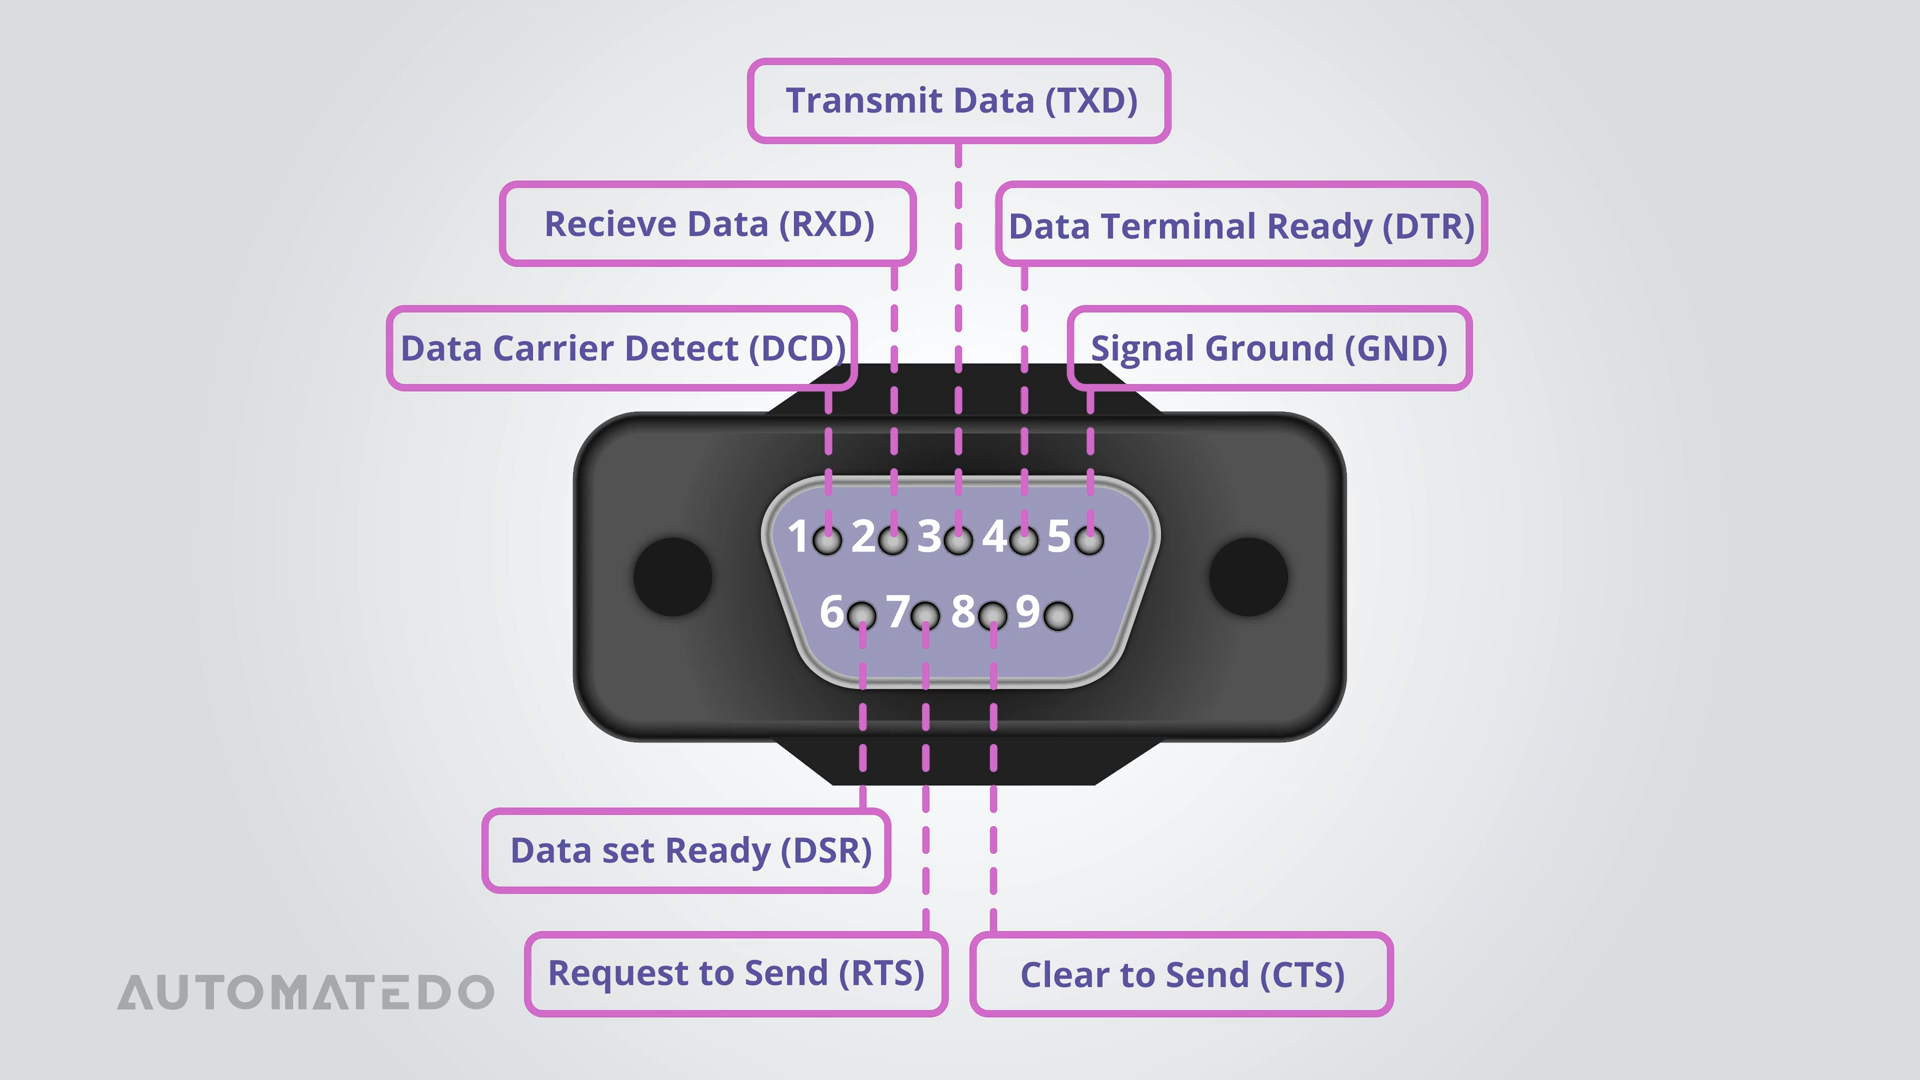 Transmit Data (TXD)
Recieve Data (RXD)
Data Terminal Ready (DTR)
Data Carrier Detect (DCD)
Signal Ground (GND)
1 2 3 4 5
6 7 8 9
Data set Ready (DSR)
Request to Send (RTS)
Clear to Send (CTS)
AUTOMATEDO